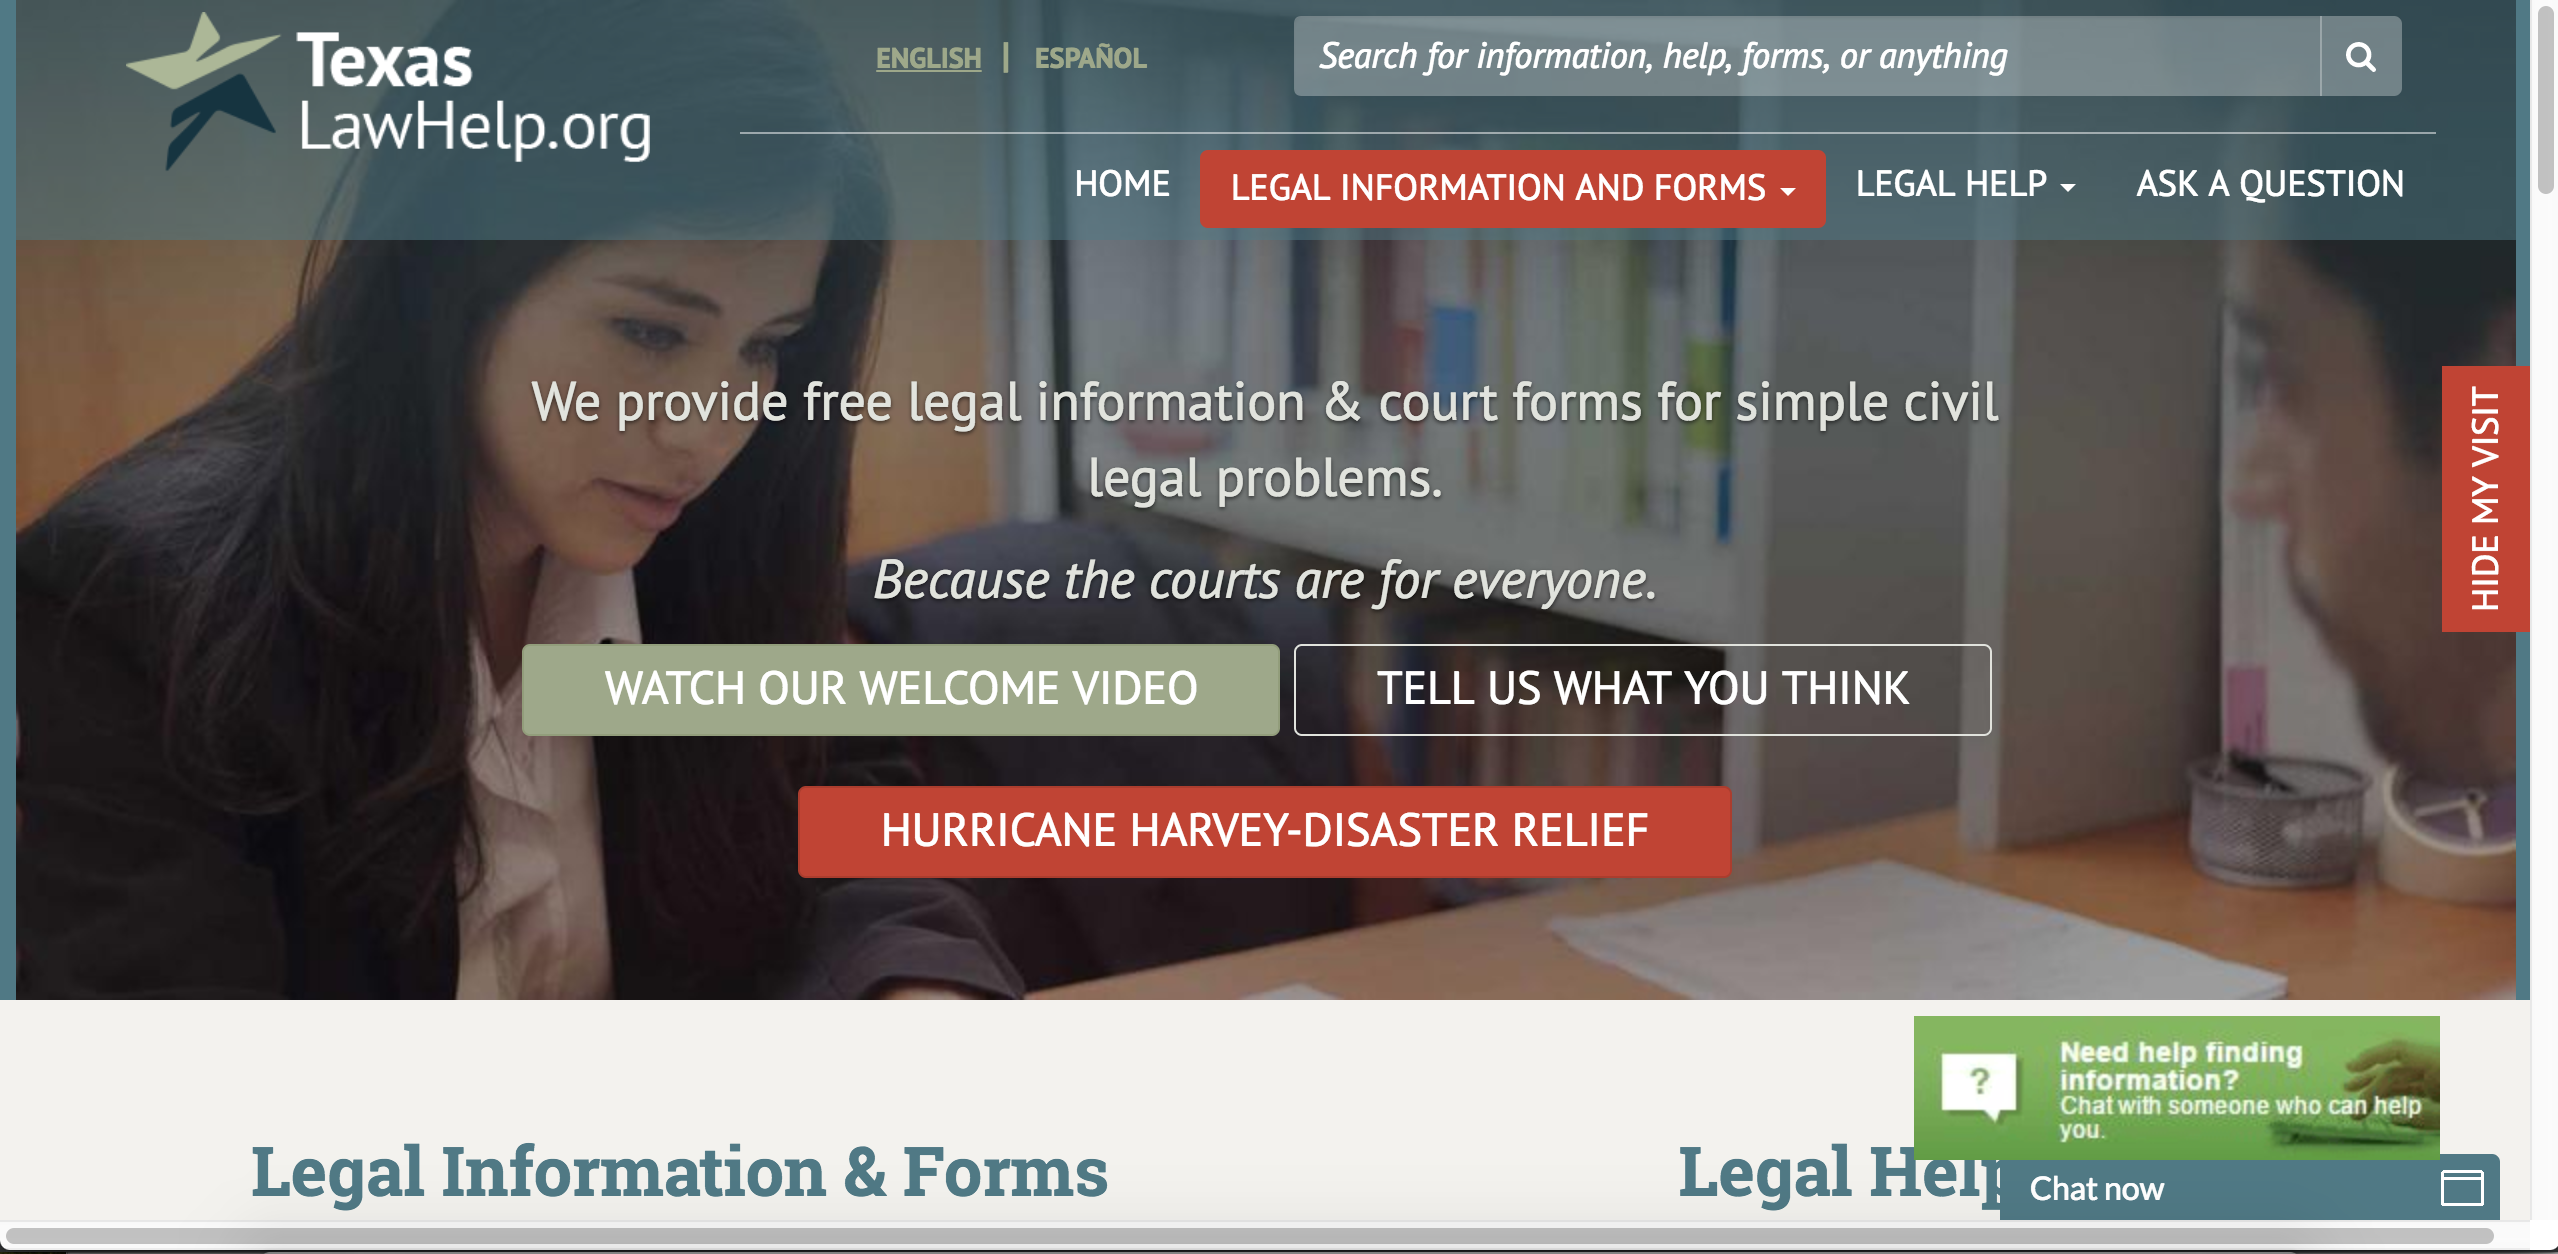 Texas
LawHelp.org
ENGLISH | ESPAÑOL
Search for information, help, forms, or anything
HOME
LEGAL INFORMATION AND FORMS
LEGAL HELP
ASK A QUESTION
We provide free legal information & court forms for simple civil
legal problems.
Because the courts are for everyone.
HIDE MY VISIT
WATCH OUR WELCOME VIDEO
TELL US WHAT YOU THINK
HURRICANE HARVEY-DISASTER RELIEF
Need help finding
information?
Chat with someone who can help
you.
?
Legal Information & Forms
Legal Help
Chat now